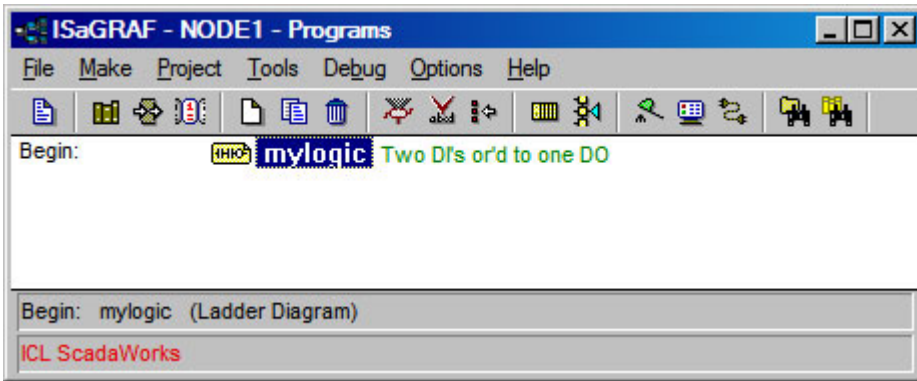 ISaGRAF - NODE1 - Programs
File Make Project Tools Debug Options Help
Begin: mylogic Two DI's or'd to one DO
Begin: mylogic (Ladder Diagram)
ICL ScadaWorks